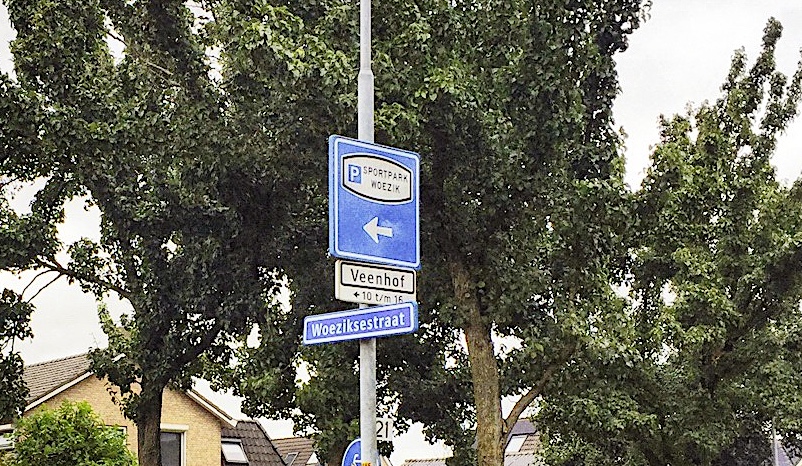 P SPORTPARK
WOEZIK
Veenhof
10 t/m 16
Woeziksestraat
21